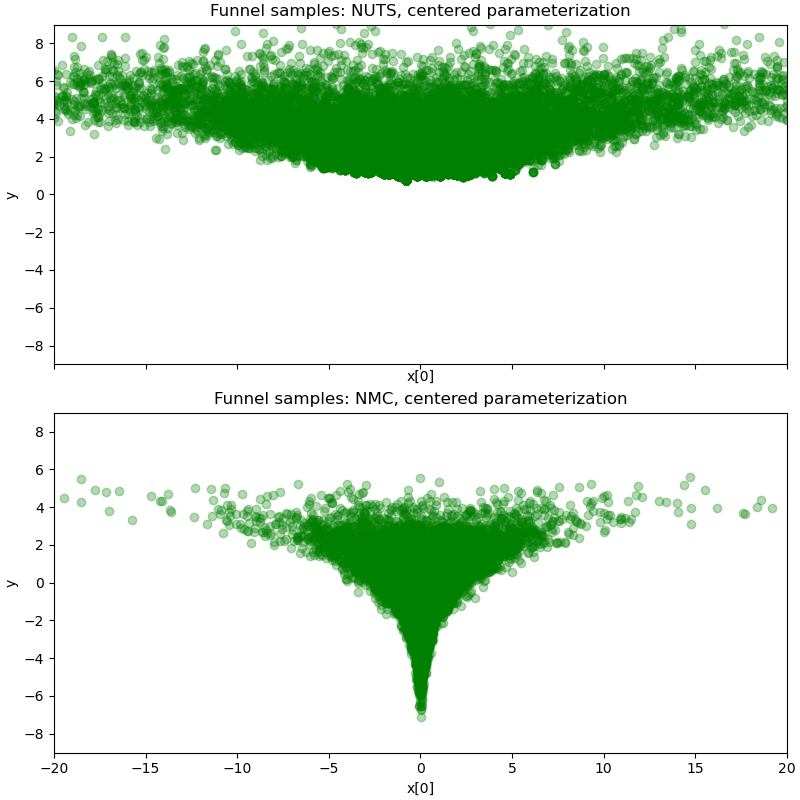 Funnel samples: NUTS, centered parameterization
8
6
4
2
0
−2
−4
−6
−8
y
x[0]
Funnel samples: NMC, centered parameterization
8
6
4
2
0
−2
−4
−6
−8
y
−20 −15 −10 −5 0 5 10 15 20
x[0]